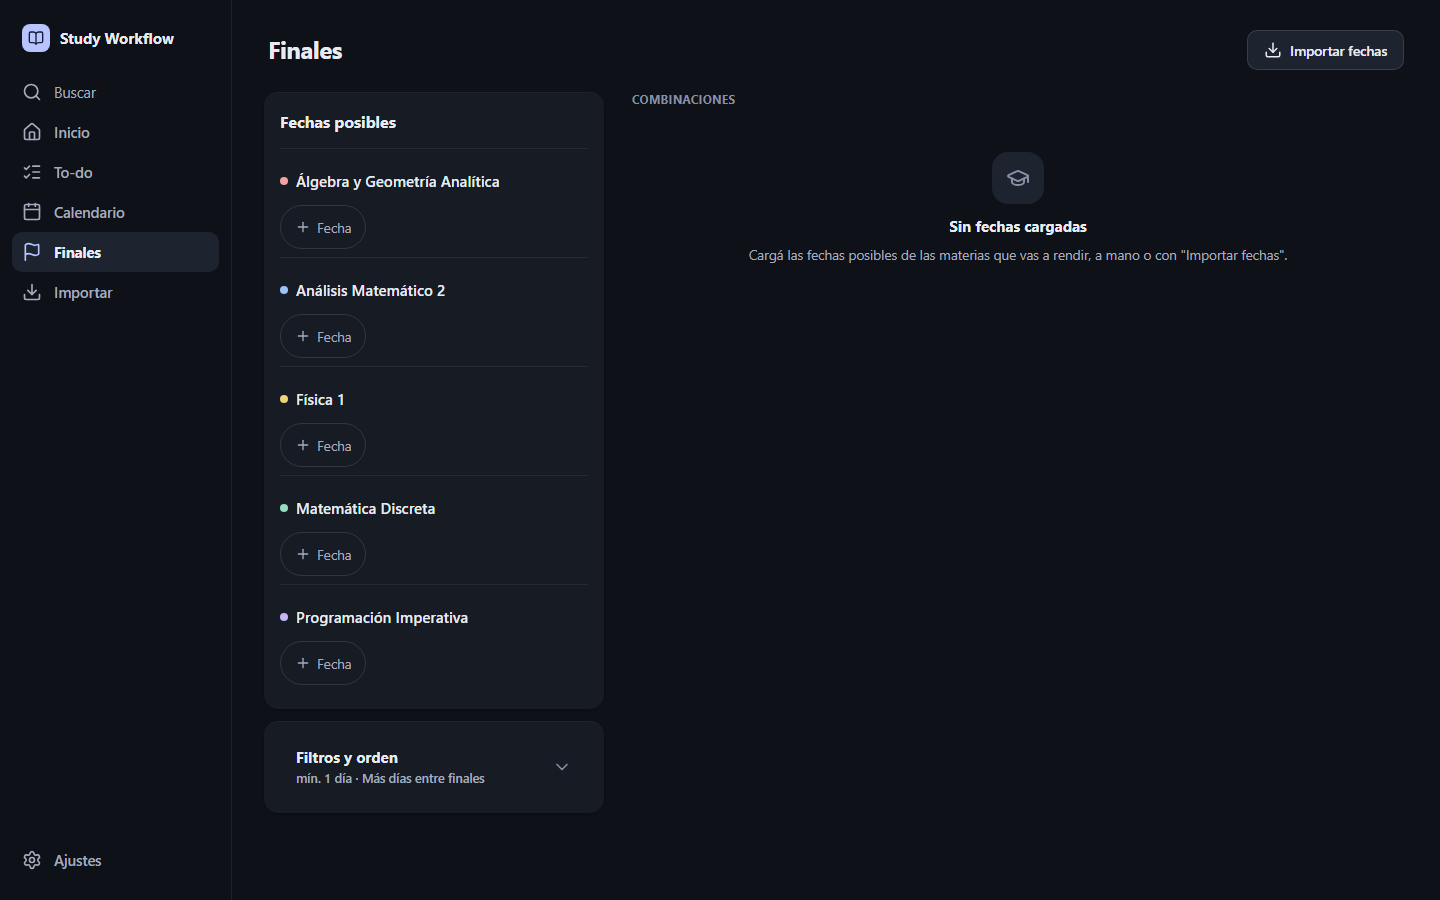 Study Workflow
Buscar
Inicio
To-do
Calendario
Finales
Importar
Ajustes
Finales
Importar fechas
Fechas posibles
Álgebra y Geometría Analítica
+ Fecha
Análisis Matemático 2
+ Fecha
Física 1
+ Fecha
Matemática Discreta
+ Fecha
Programación Imperativa
+ Fecha
Filtros y orden
mín. 1 día · Más días entre finales
COMBINACIONES
Sin fechas cargadas
Cargá las fechas posibles de las materias que vas a rendir, a mano o con "Importar fechas".